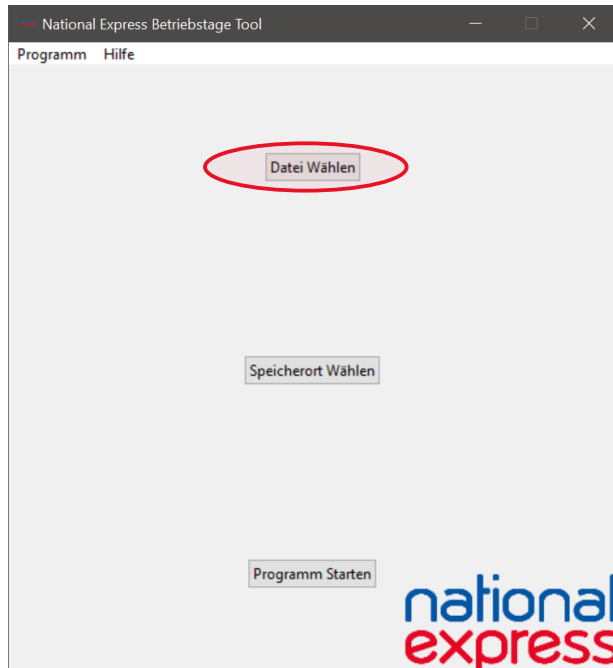 National Express Betriebstage Tool
Programm Hilfe
Datei Wählen
Speicherort Wählen
Programm Starten
national
express